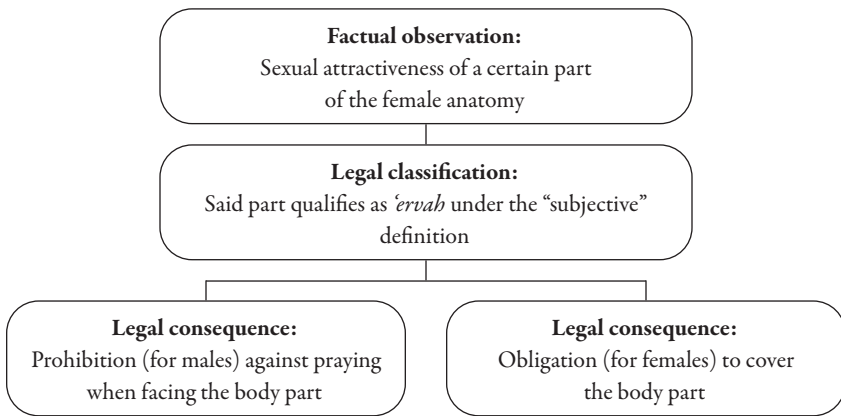 Factual observation:
Sexual attractiveness of a certain part
of the female anatomy
Legal classification:
Said part qualifies as ‘ervah under the “subjective”
definition
Legal consequence:
Prohibition (for males) against praying
when facing the body part
Legal consequence:
Obligation (for females) to cover
the body part